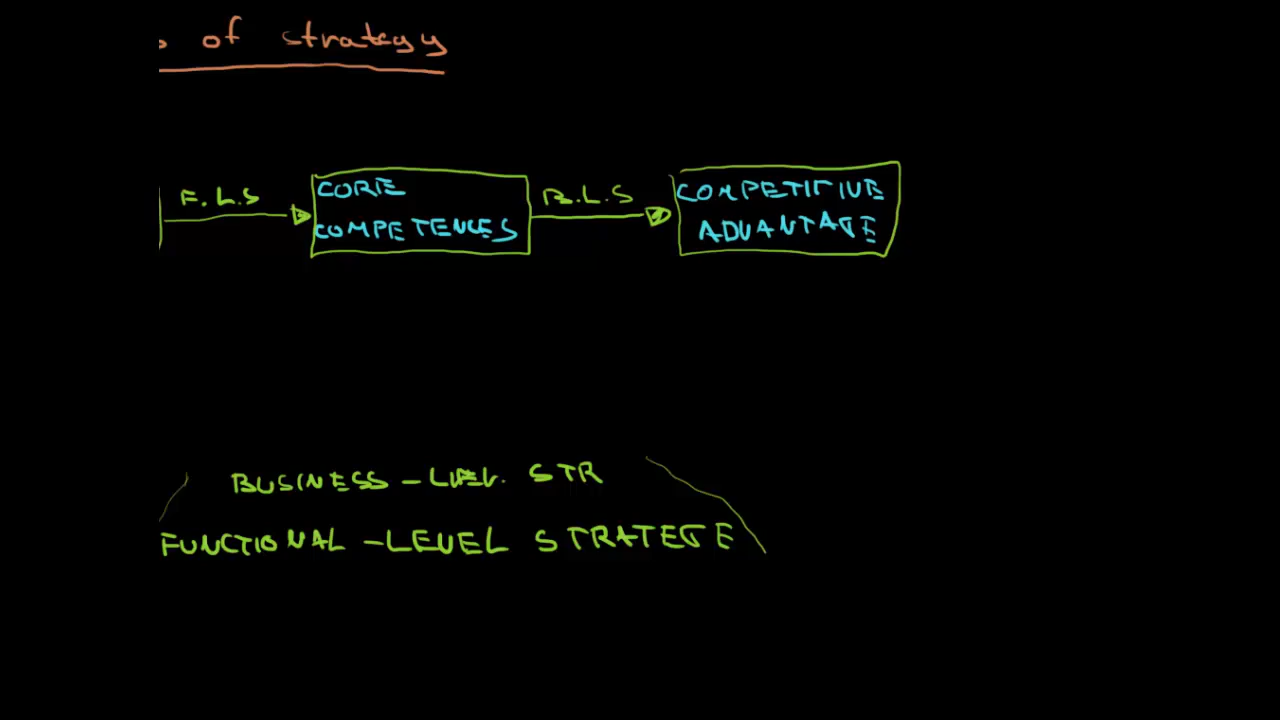 of strategy
F.L.S
CORE
COMPETENCES
B.L.S
COMPETITIVE
ADVANTAGE
BUSINESS - LEVEL. STR
FUNCTIONAL - LEVEL STRATEGE